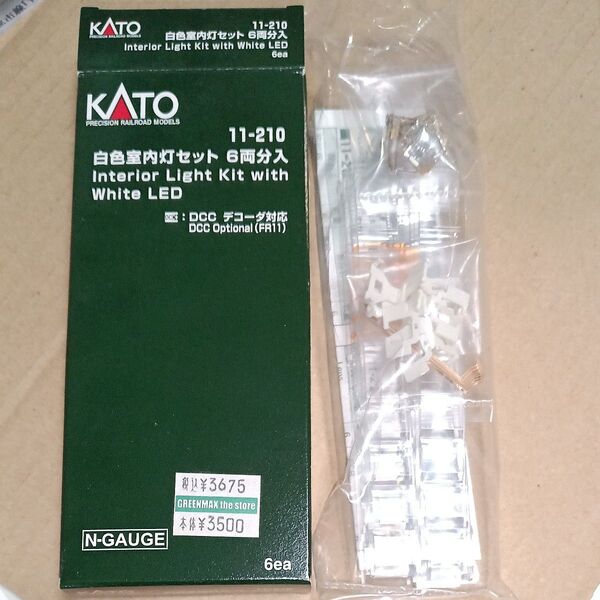 KATO 11-210
PRECISION RAILROAD MODELS
白色室内灯セット 6両分入
Interior Light Kit with White LED
6ea
KATO
PRECISION RAILROAD MODELS
11-210
白色室内灯セット 6両分入
Interior Light Kit with
White LED
: DCC デコーダ対応
DCC Optional(FR11)
税込¥3675
GREENMAX the store
本体¥3500
N-GAUGE
6ea